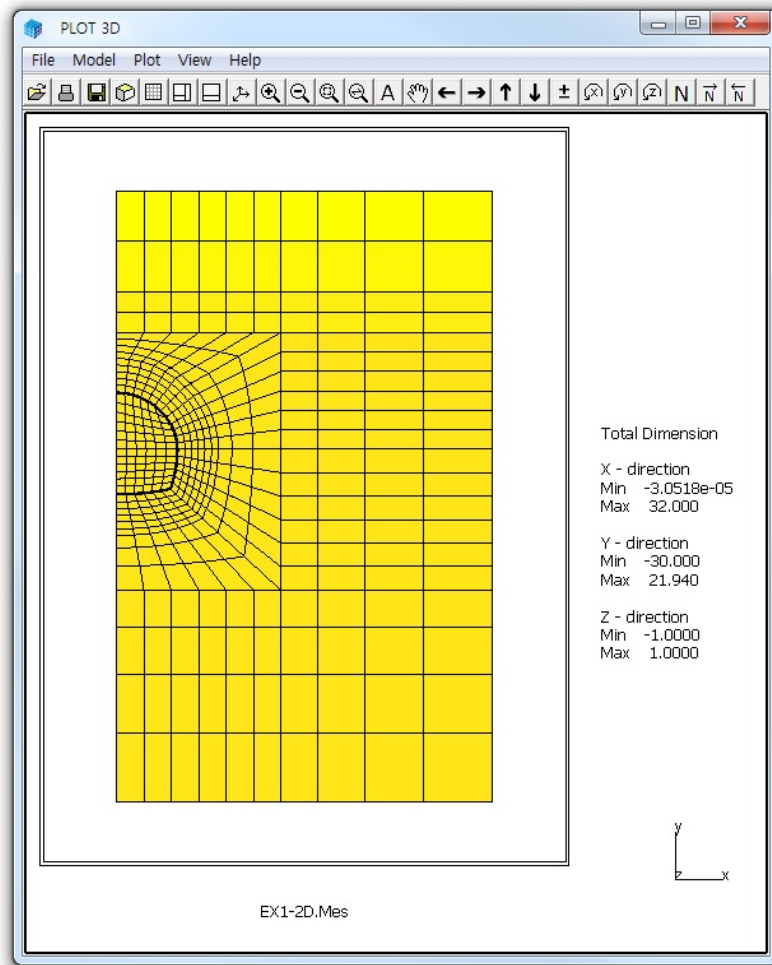 PLOT 3D
File Model Plot View Help
A ± x y z N N N
Total Dimension
X - direction
Min -3.0518e-05
Max 32.000
Y - direction
Min -30.000
Max 21.940
Z - direction
Min -1.0000
Max 1.0000
y
z x
EX1-2D.Mes